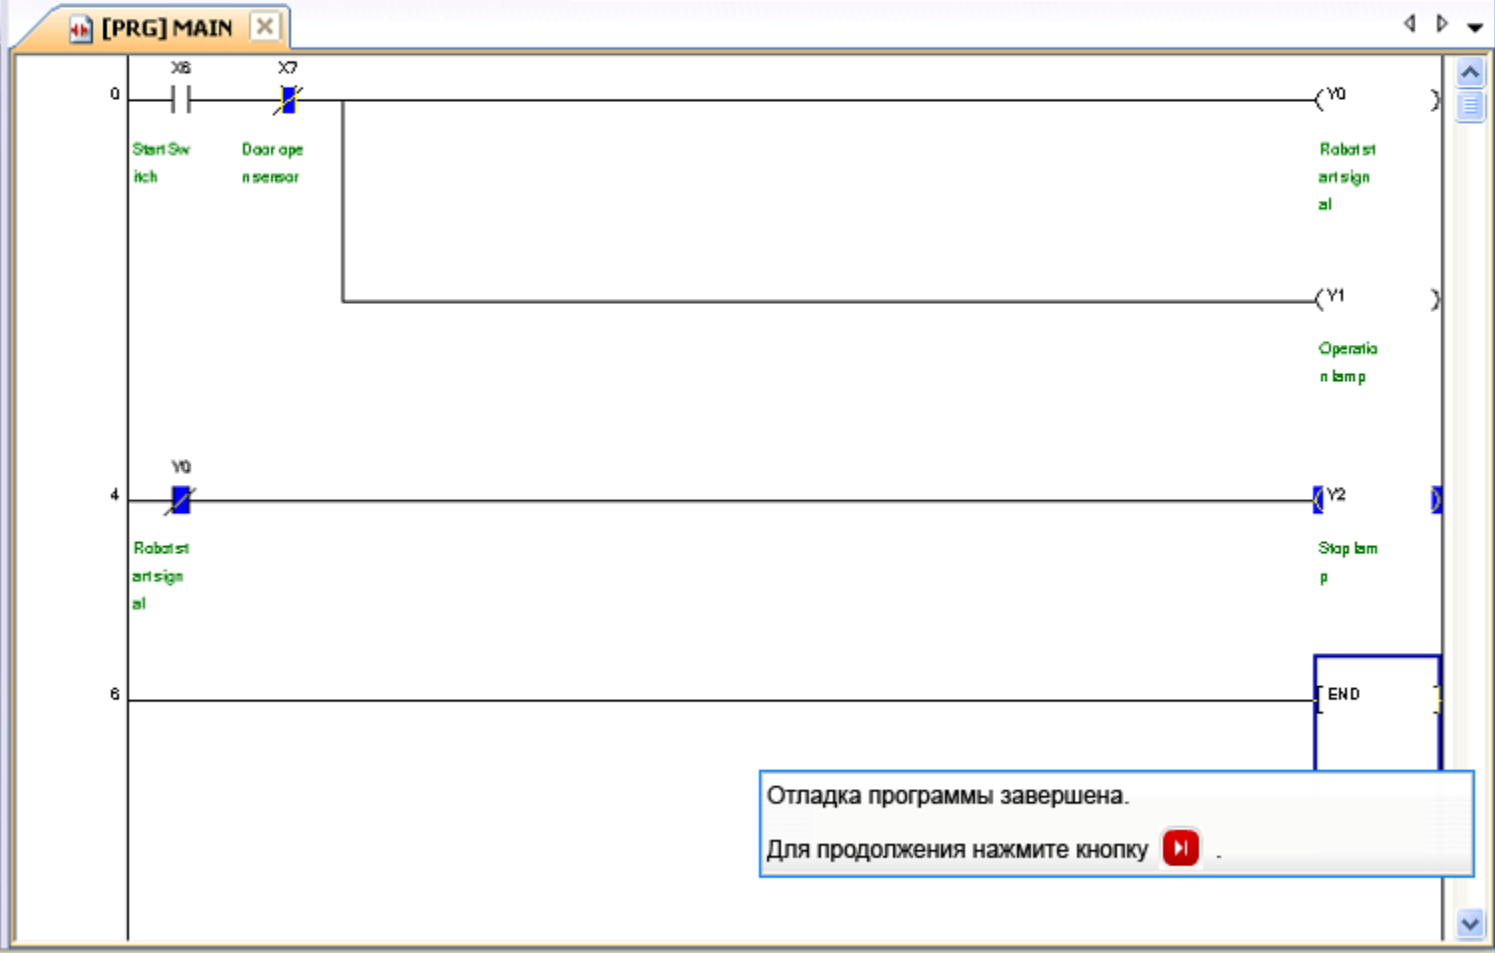 [PRG] MAIN
X6 X7
0 Y0
Start Sw Door ope Robot st
itch n sensor art sign
al
Y1
Operatio
n lamp
Y0
4 Y2
Robot st Stop lam
art sign p
al
6 END
Отладка программы завершена.
Для продолжения нажмите кнопку .